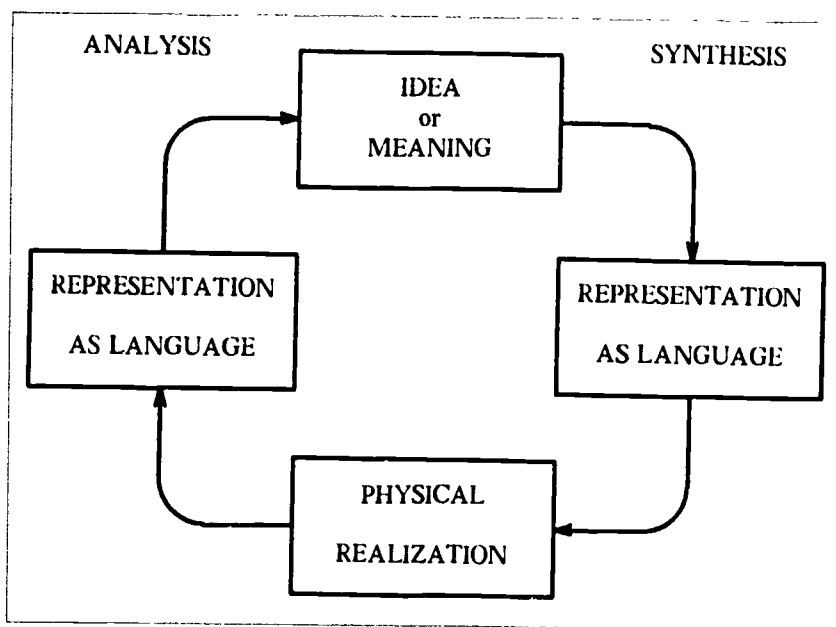 ANALYSIS
SYNTHESIS
IDEA
or
MEANING
REPRESENTATION
AS LANGUAGE
REPRESENTATION
AS LANGUAGE
PHYSICAL
REALIZATION